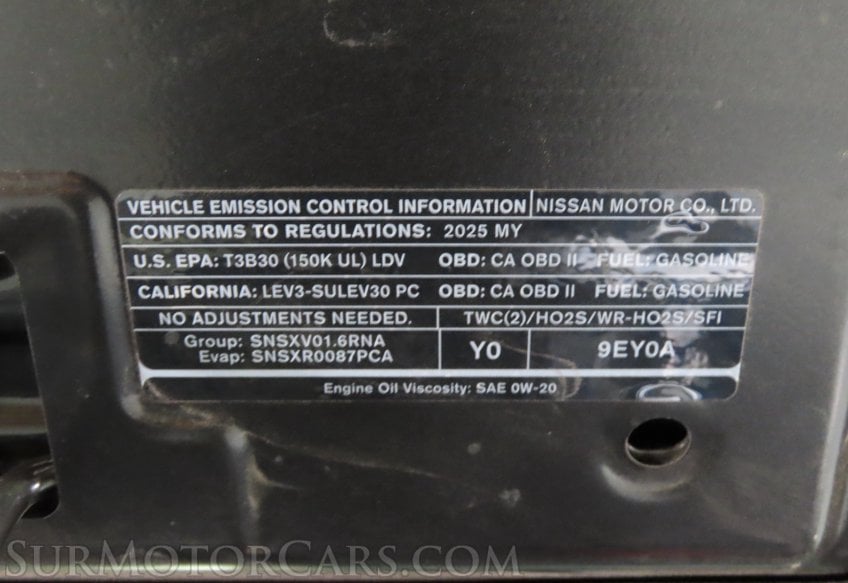 VEHICLE EMISSION CONTROL INFORMATION NISSAN MOTOR CO., LTD.
CONFORMS TO REGULATIONS: 2025 MY
U.S. EPA: T3B30 (150K UL) LDV OBD: CA OBD II FUEL: GASOLINE
CALIFORNIA: LEV3-SULEV30 PC OBD: CA OBD II FUEL: GASOLINE
NO ADJUSTMENTS NEEDED. TWC(2)/HO2S/WR-HO2S/SFI
Group: SNSXV01.6RNA
Evap: SNSXR0087PCA
Y0 9EY0A
Engine Oil Viscosity: SAE 0W-20
SURMOTORCARS.COM